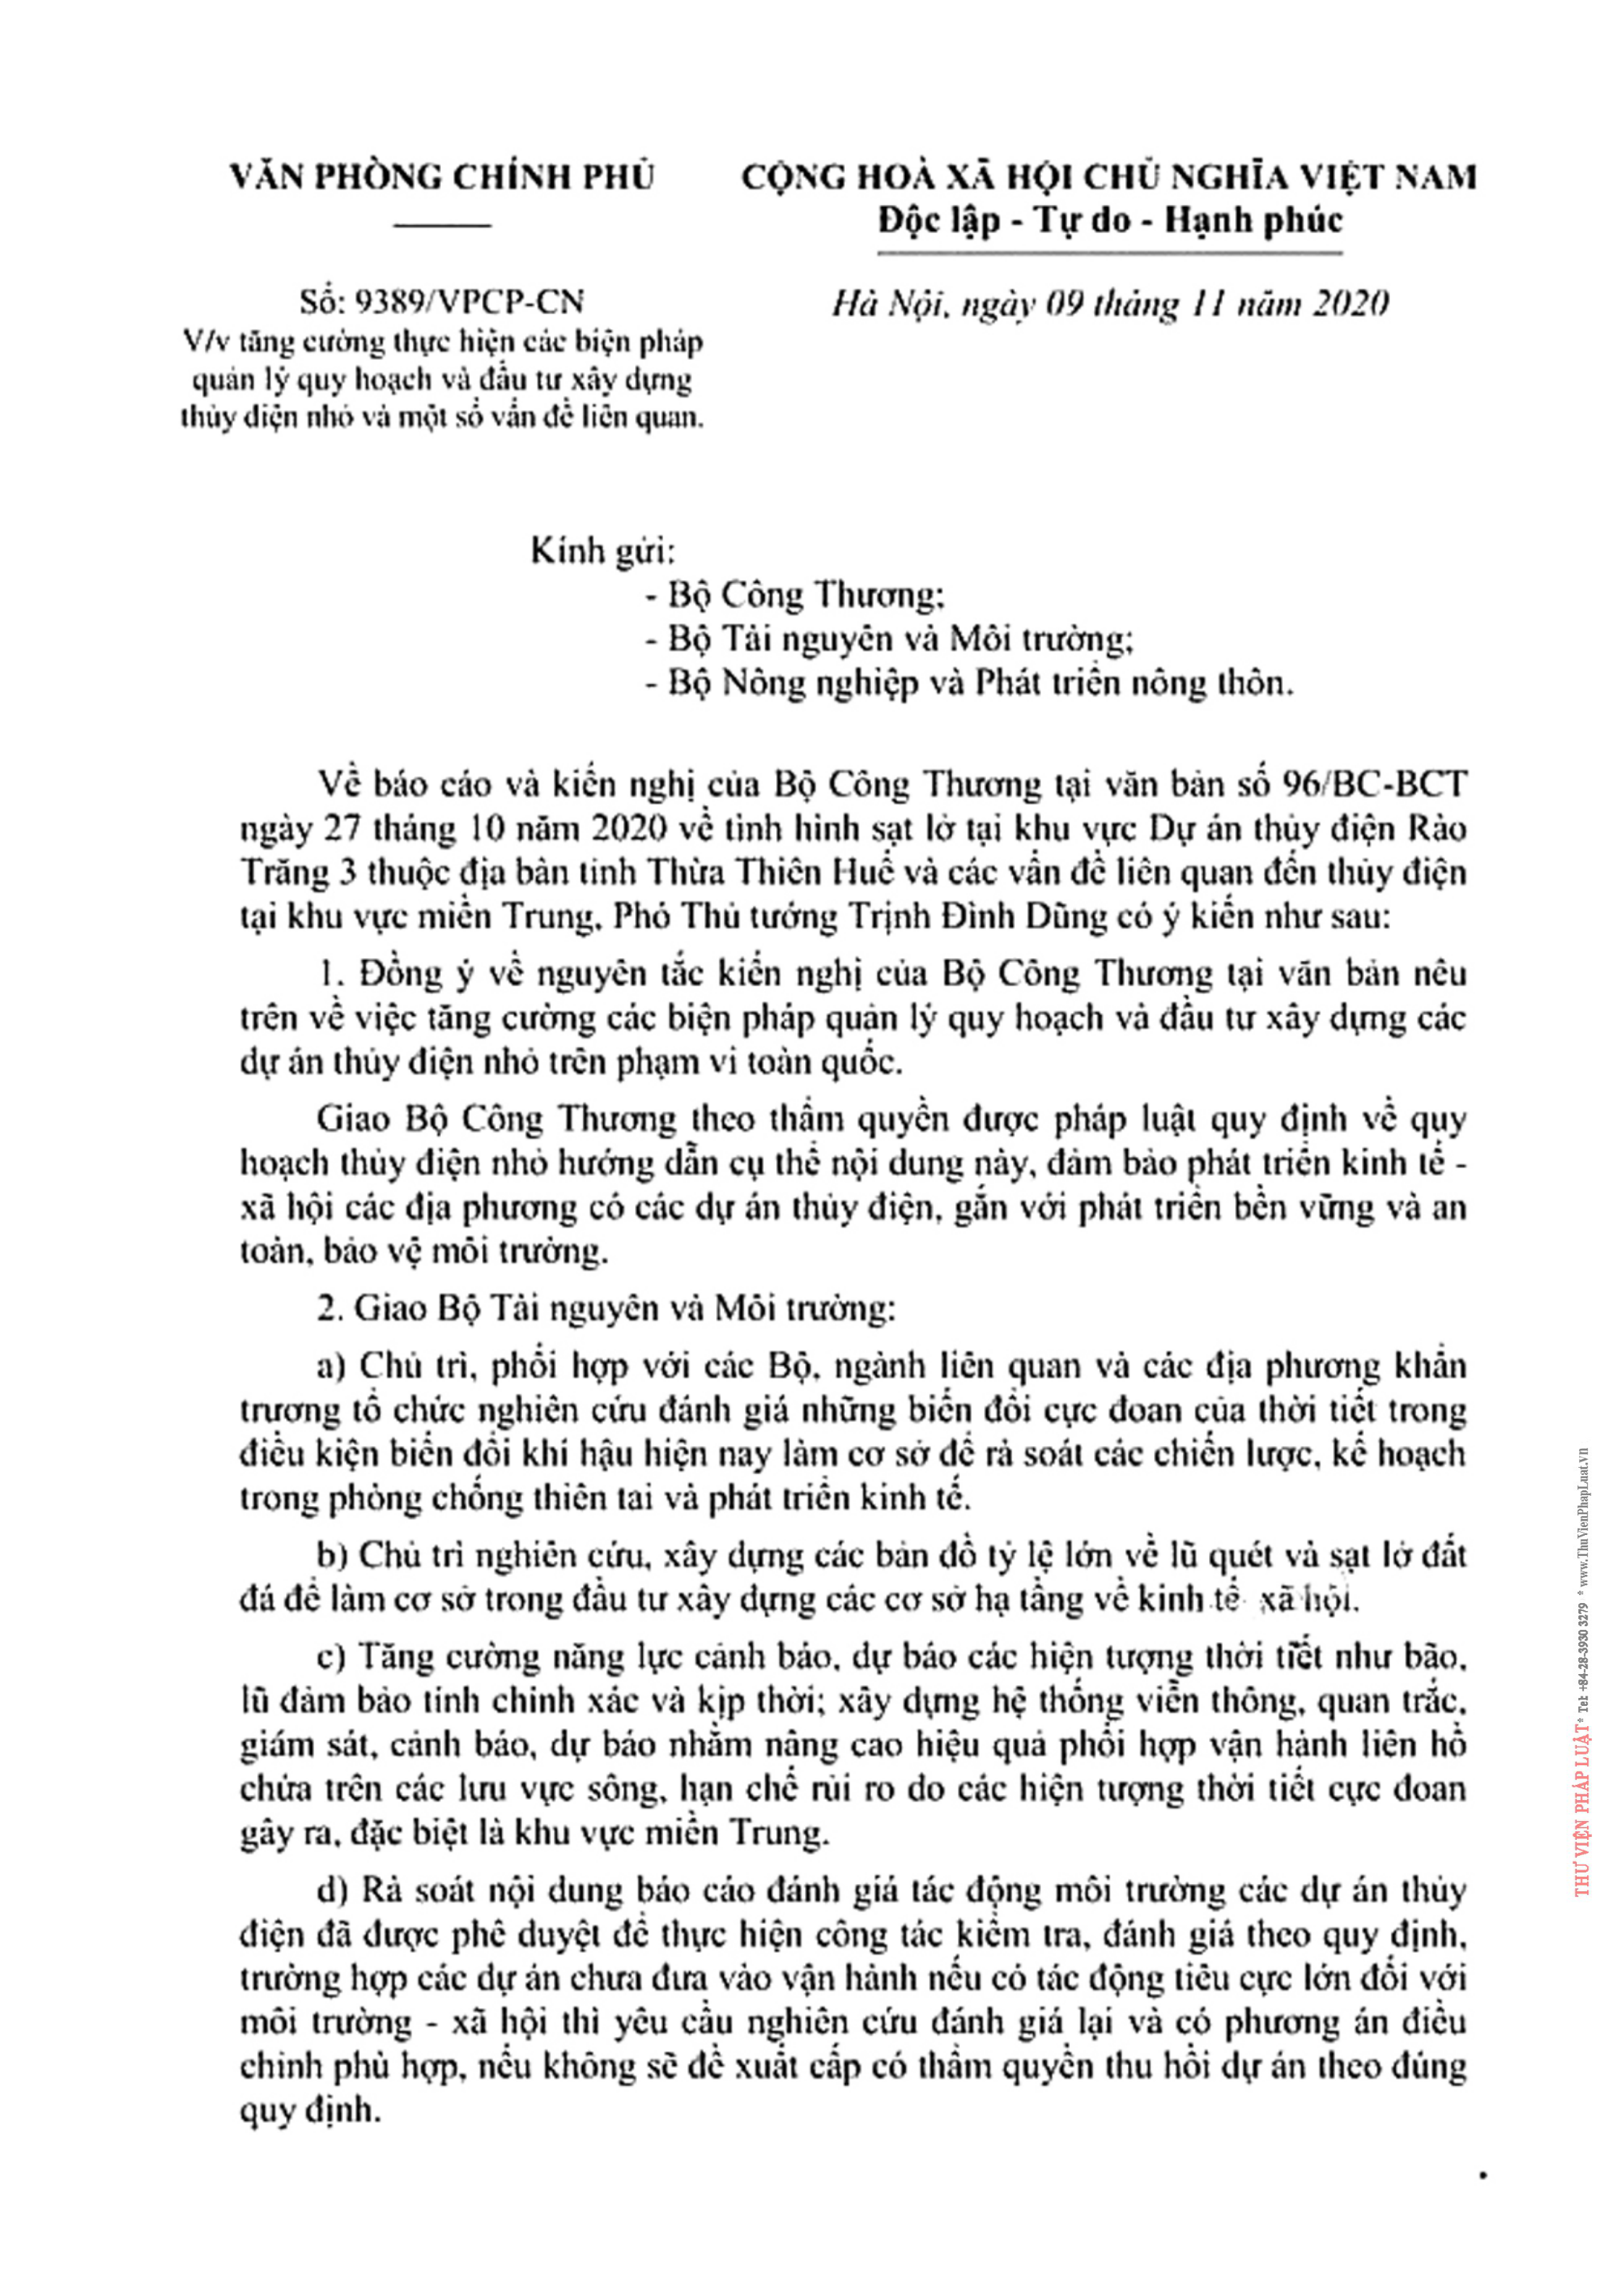 VĂN PHÒNG CHÍNH PHỦ
CỘNG HOÀ XÃ HỘI CHỦ NGHĨA VIỆT NAM
Độc lập - Tự do - Hạnh phúc
Số: 9389/VPCP-CN
Hà Nội, ngày 09 tháng 11 năm 2020
V/v tăng cường thực hiện các biện pháp
quản lý quy hoạch và đầu tư xây dựng
thủy điện nhỏ và một số vấn đề liên quan.
Kính gửi:
- Bộ Công Thương;
- Bộ Tài nguyên và Môi trường;
- Bộ Nông nghiệp và Phát triển nông thôn.
Về báo cáo và kiến nghị của Bộ Công Thương tại văn bản số 96/BC-BCT
ngày 27 tháng 10 năm 2020 về tình hình sạt lở tại khu vực Dự án thủy điện Rào
Trăng 3 thuộc địa bàn tỉnh Thừa Thiên Huế và các vấn đề liên quan đến thủy điện
tại khu vực miền Trung, Phó Thủ tướng Trịnh Đình Dũng có ý kiến như sau:
1. Đồng ý về nguyên tắc kiến nghị của Bộ Công Thương tại văn bản nêu
trên về việc tăng cường các biện pháp quản lý quy hoạch và đầu tư xây dựng các
dự án thủy điện nhỏ trên phạm vi toàn quốc.
Giao Bộ Công Thương theo thẩm quyền được pháp luật quy định về quy
hoạch thủy điện nhỏ hướng dẫn cụ thể nội dung này, đảm bảo phát triển kinh tế -
xã hội các địa phương có các dự án thủy điện, gắn với phát triển bền vững và an
toàn, bảo vệ môi trường.
2. Giao Bộ Tài nguyên và Môi trường:
a) Chủ trì, phối hợp với các Bộ, ngành liên quan và các địa phương khẩn
trương tổ chức nghiên cứu đánh giá những biến đổi cực đoan của thời tiết trong
điều kiện biến đổi khí hậu hiện nay làm cơ sở để rà soát các chiến lược, kế hoạch
trong phòng chống thiên tai và phát triển kinh tế.
b) Chủ trì nghiên cứu, xây dựng các bản đồ tỷ lệ lớn về lũ quét và sạt lở đất
đá để làm cơ sở trong đầu tư xây dựng các cơ sở hạ tầng về kinh tế xã hội.
c) Tăng cường năng lực cảnh báo, dự báo các hiện tượng thời tiết như bão,
lũ đảm bảo tính chính xác và kịp thời; xây dựng hệ thống viễn thông, quan trắc,
giám sát, cảnh báo, dự báo nhằm nâng cao hiệu quả phối hợp vận hành liên hồ
chứa trên các lưu vực sông, hạn chế rủi ro do các hiện tượng thời tiết cực đoan
gây ra, đặc biệt là khu vực miền Trung.
d) Rà soát nội dung báo cáo đánh giá tác động môi trường các dự án thủy
điện đã được phê duyệt để thực hiện công tác kiểm tra, đánh giá theo quy định,
trường hợp các dự án chưa đưa vào vận hành nếu có tác động tiêu cực lớn đối với
môi trường - xã hội thì yêu cầu nghiên cứu đánh giá lại và có phương án điều
chỉnh phù hợp, nếu không sẽ đề xuất cấp có thẩm quyền thu hồi dự án theo đúng
quy định.
THƯ VIỆN PHÁP LUẬT * Tel: +84-28-3930 3279 * www.ThuVienPhapLuat.vn